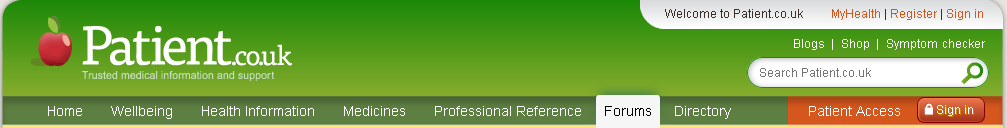 Welcome to Patient.co.uk MyHealth | Register | Sign in
Patient.co.uk
Trusted medical information and support
Blogs | Shop | Symptom checker
Search Patient.co.uk
Home Wellbeing Health Information Medicines Professional Reference Forums Directory Patient Access Sign in